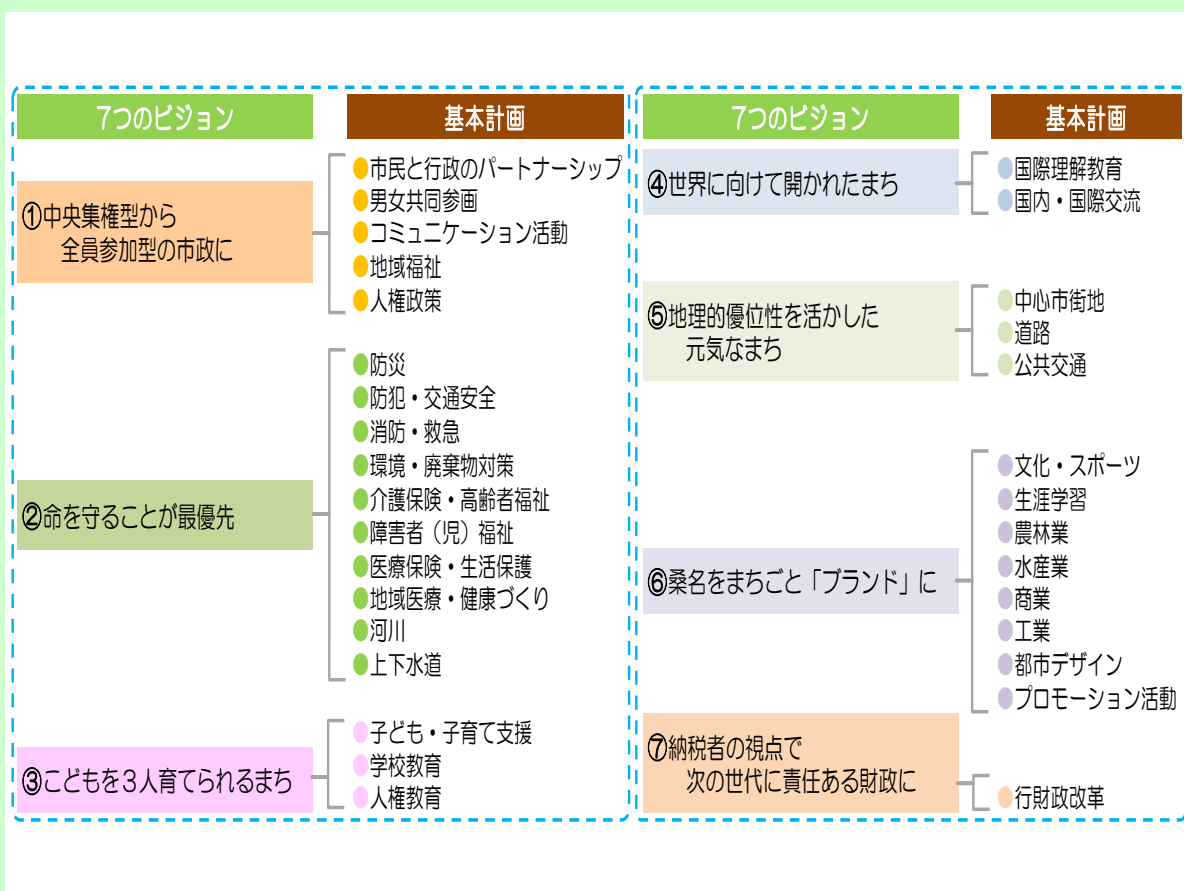 7つのビジョン
基本計画
①中央集権型から
全員参加型の市政に
●市民と行政のパートナーシップ
●男女共同参画
●コミュニケーション活動
●地域福祉
●人権政策
②命を守ることが最優先
●防災
●防犯・交通安全
●消防・救急
●環境・廃棄物対策
●介護保険・高齢者福祉
●障害者（児）福祉
●医療保険・生活保護
●地域医療・健康づくり
●河川
●上下水道
③こどもを３人育てられるまち
●子ども・子育て支援
●学校教育
●人権教育
7つのビジョン
基本計画
④世界に向けて開かれたまち
●国際理解教育
●国内・国際交流
⑤地理的優位性を活かした
元気なまち
●中心市街地
●道路
●公共交通
⑥桑名をまちごと「ブランド」に
●文化・スポーツ
●生涯学習
●農林業
●水産業
●商業
●工業
●都市デザイン
●プロモーション活動
⑦納税者の視点で
次の世代に責任ある財政に
●行財政改革